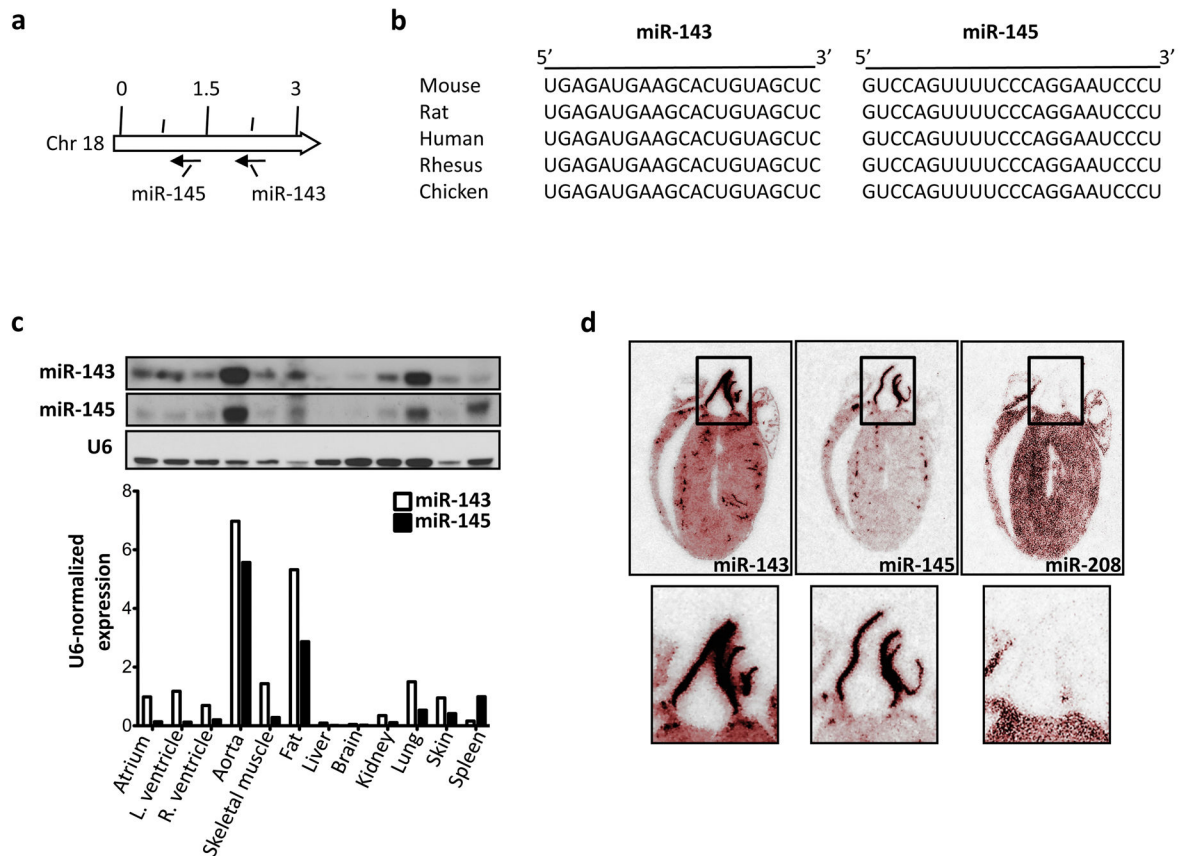 a
0 1.5 3
Chr 18
miR-145 miR-143
b
miR-143 miR-145
5’ 3’ 5’ 3’
Mouse UGAGAUGAAGCACUGUAGCUC GUCCAGUUUUCCCAGGAAUCCCU
Rat UGAGAUGAAGCACUGUAGCUC GUCCAGUUUUCCCAGGAAUCCCU
Human UGAGAUGAAGCACUGUAGCUC GUCCAGUUUUCCCAGGAAUCCCU
Rhesus UGAGAUGAAGCACUGUAGCUC GUCCAGUUUUCCCAGGAAUCCCU
Chicken UGAGAUGAAGCACUGUAGCUC GUCCAGUUUUCCCAGGAAUCCCU
c
miR-143
miR-145
U6
miR-143
miR-145
U6-normalized
expression
8
6
4
2
0
Atrium
L. ventricle
R. ventricle
Aorta
Skeletal muscle
Fat
Liver
Brain
Kidney
Lung
Skin
Spleen
d
miR-143 miR-145 miR-208